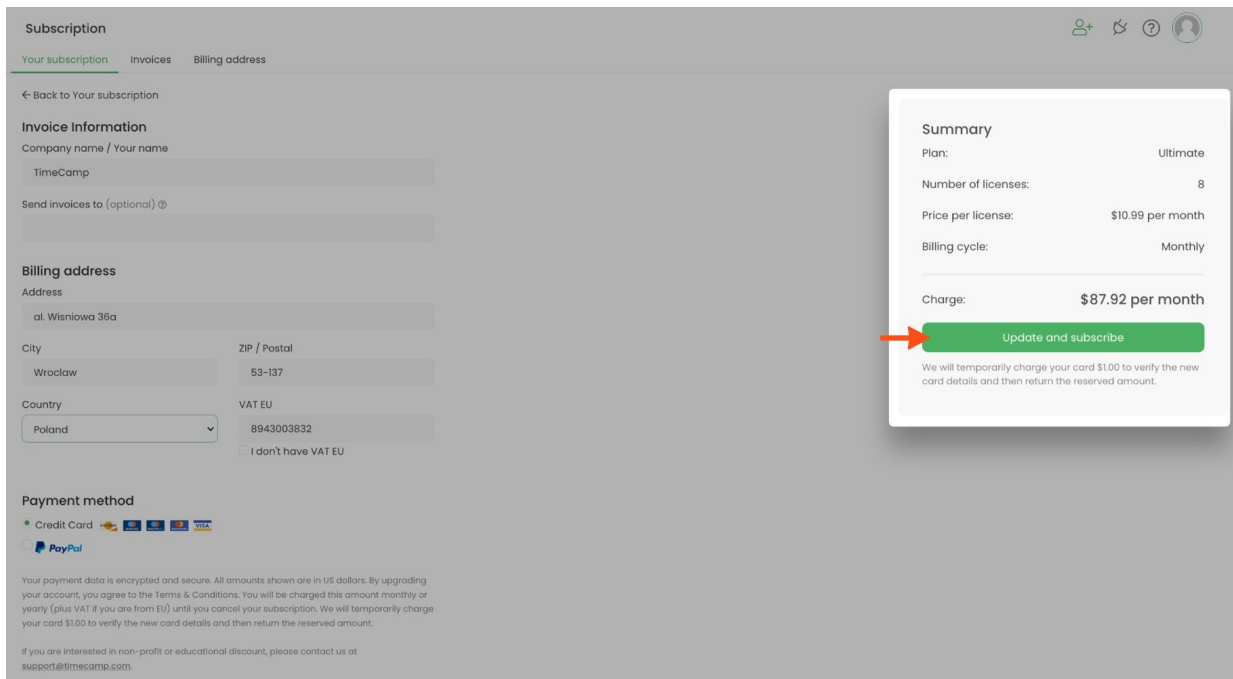 Subscription
Your subscription Invoices Billing address
← Back to Your subscription
Invoice Information
Company name / Your name
TimeCamp
Send invoices to (optional)
Billing address
Address
al. Wisniowa 36a
City ZIP / Postal
Wroclaw 53-137
Country VAT EU
Poland 8943003832
I don't have VAT EU
Payment method
Credit Card VISA
PayPal
Your payment data is encrypted and secure. All amounts shown are in US dollars. By upgrading
your account, you agree to the Terms & Conditions. You will be charged this amount monthly or
yearly (plus VAT if you are from EU) until you cancel your subscription. We will temporarily charge
your card $1.00 to verify the new card details and then return the reserved amount.
If you are interested in non-profit or educational discount, please contact us at
support@timecamp.com.
Summary
Plan: Ultimate
Number of licenses: 8
Price per license: $10.99 per month
Billing cycle: Monthly
Charge: $87.92 per month
Update and subscribe
We will temporarily charge your card $1.00 to verify the new
card details and then return the reserved amount.